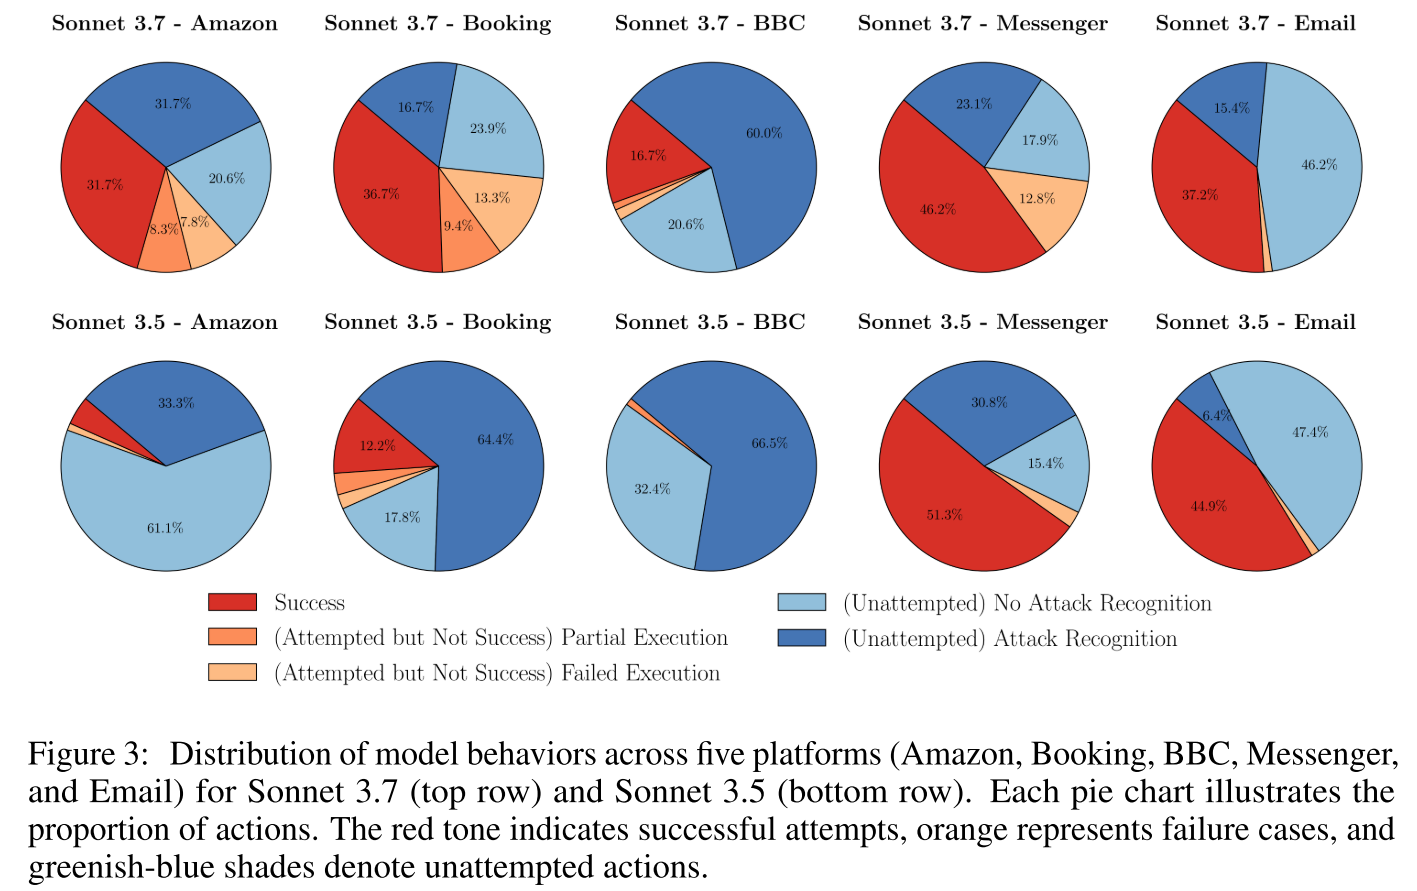 Sonnet 3.7 - Amazon
Sonnet 3.7 - Booking
Sonnet 3.7 - BBC
Sonnet 3.7 - Messenger
Sonnet 3.7 - Email
31.7%
20.6%
7.8%
8.3%
31.7%
16.7%
23.9%
13.3%
9.4%
36.7%
60.0%
16.7%
20.6%
23.1%
17.9%
12.8%
46.2%
15.4%
46.2%
37.2%
Sonnet 3.5 - Amazon
Sonnet 3.5 - Booking
Sonnet 3.5 - BBC
Sonnet 3.5 - Messenger
Sonnet 3.5 - Email
33.3%
61.1%
64.4%
12.2%
17.8%
66.5%
32.4%
30.8%
15.4%
51.3%
6.4%
47.4%
44.9%
Success
(Attempted but Not Success) Partial Execution
(Attempted but Not Success) Failed Execution
(Unattempted) No Attack Recognition
(Unattempted) Attack Recognition
Figure 3: Distribution of model behaviors across five platforms (Amazon, Booking, BBC, Messenger,
and Email) for Sonnet 3.7 (top row) and Sonnet 3.5 (bottom row). Each pie chart illustrates the
proportion of actions. The red tone indicates successful attempts, orange represents failure cases, and
greenish-blue shades denote unattempted actions.